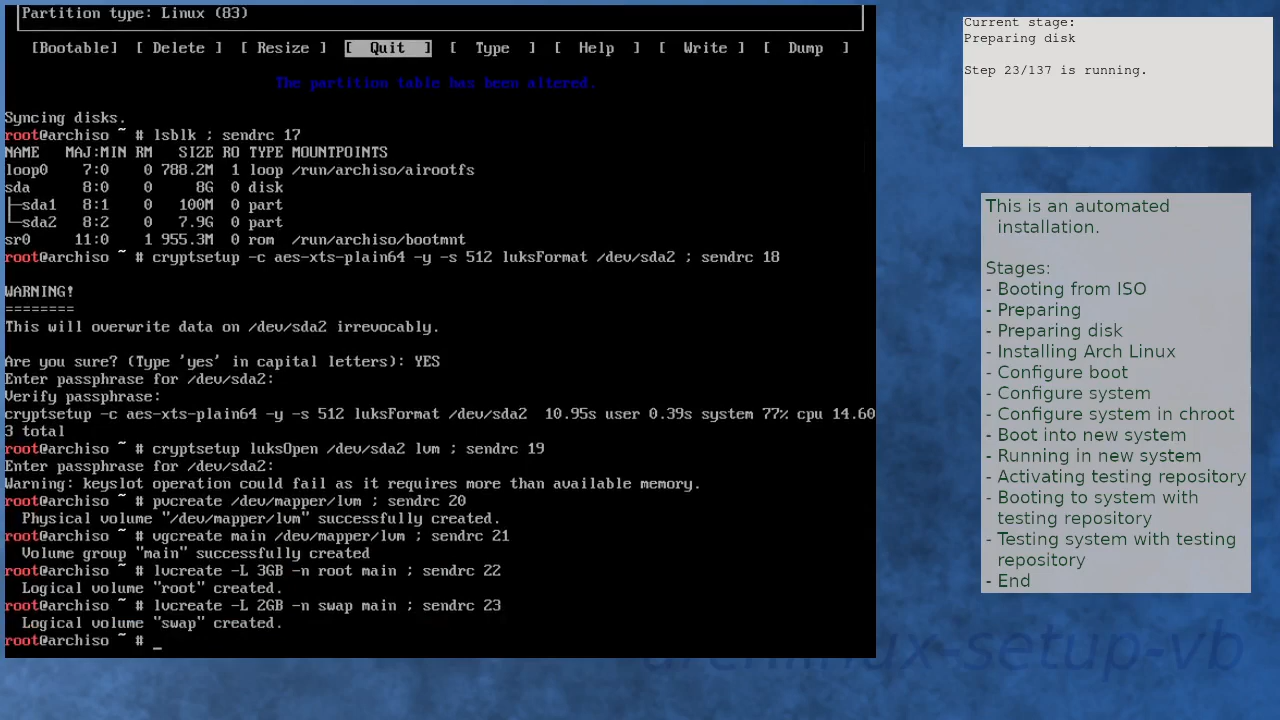 Partition type: Linux (83)
[Bootable] [ Delete ] [ Resize ] [ Quit ] [ Type ] [ Help ] [ Write ] [ Dump ]
The partition table has been altered.
Syncing disks.
root@archiso ~ # lsblk ; sendrc 17
NAME MAJ:MIN RM SIZE RO TYPE MOUNTPOINTS
loop0 7:0 0 788.2M 1 loop /run/archiso/airootfs
sda 8:0 0 8G 0 disk
├─sda1 8:1 0 100M 0 part
└─sda2 8:2 0 7.9G 0 part
sr0 11:0 1 955.3M 0 rom /run/archiso/bootmnt
root@archiso ~ # cryptsetup -c aes-xts-plain64 -y -s 512 luksFormat /dev/sda2 ; sendrc 18
WARNING!
========
This will overwrite data on /dev/sda2 irrevocably.
Are you sure? (Type 'yes' in capital letters): YES
Enter passphrase for /dev/sda2:
Verify passphrase:
cryptsetup -c aes-xts-plain64 -y -s 512 luksFormat /dev/sda2 10.95s user 0.39s system 77% cpu 14.60
3 total
root@archiso ~ # cryptsetup luksOpen /dev/sda2 lvm ; sendrc 19
Enter passphrase for /dev/sda2:
Warning: keyslot operation could fail as it requires more than available memory.
root@archiso ~ # pvcreate /dev/mapper/lvm ; sendrc 20
Physical volume "/dev/mapper/lvm" successfully created.
root@archiso ~ # vgcreate main /dev/mapper/lvm ; sendrc 21
Volume group "main" successfully created
root@archiso ~ # lvcreate -L 3GB -n root main ; sendrc 22
Logical volume "root" created.
root@archiso ~ # lvcreate -L 2GB -n swap main ; sendrc 23
Logical volume "swap" created.
root@archiso ~ # _
Current stage:
Preparing disk
Step 23/137 is running.
This is an automated
installation.
Stages:
- Booting from ISO
- Preparing
- Preparing disk
- Installing Arch Linux
- Configure boot
- Configure system
- Configure system in chroot
- Boot into new system
- Running in new system
- Activating testing repository
- Booting to system with
testing repository
- Testing system with testing
repository
- End
archlinux-setup-vb